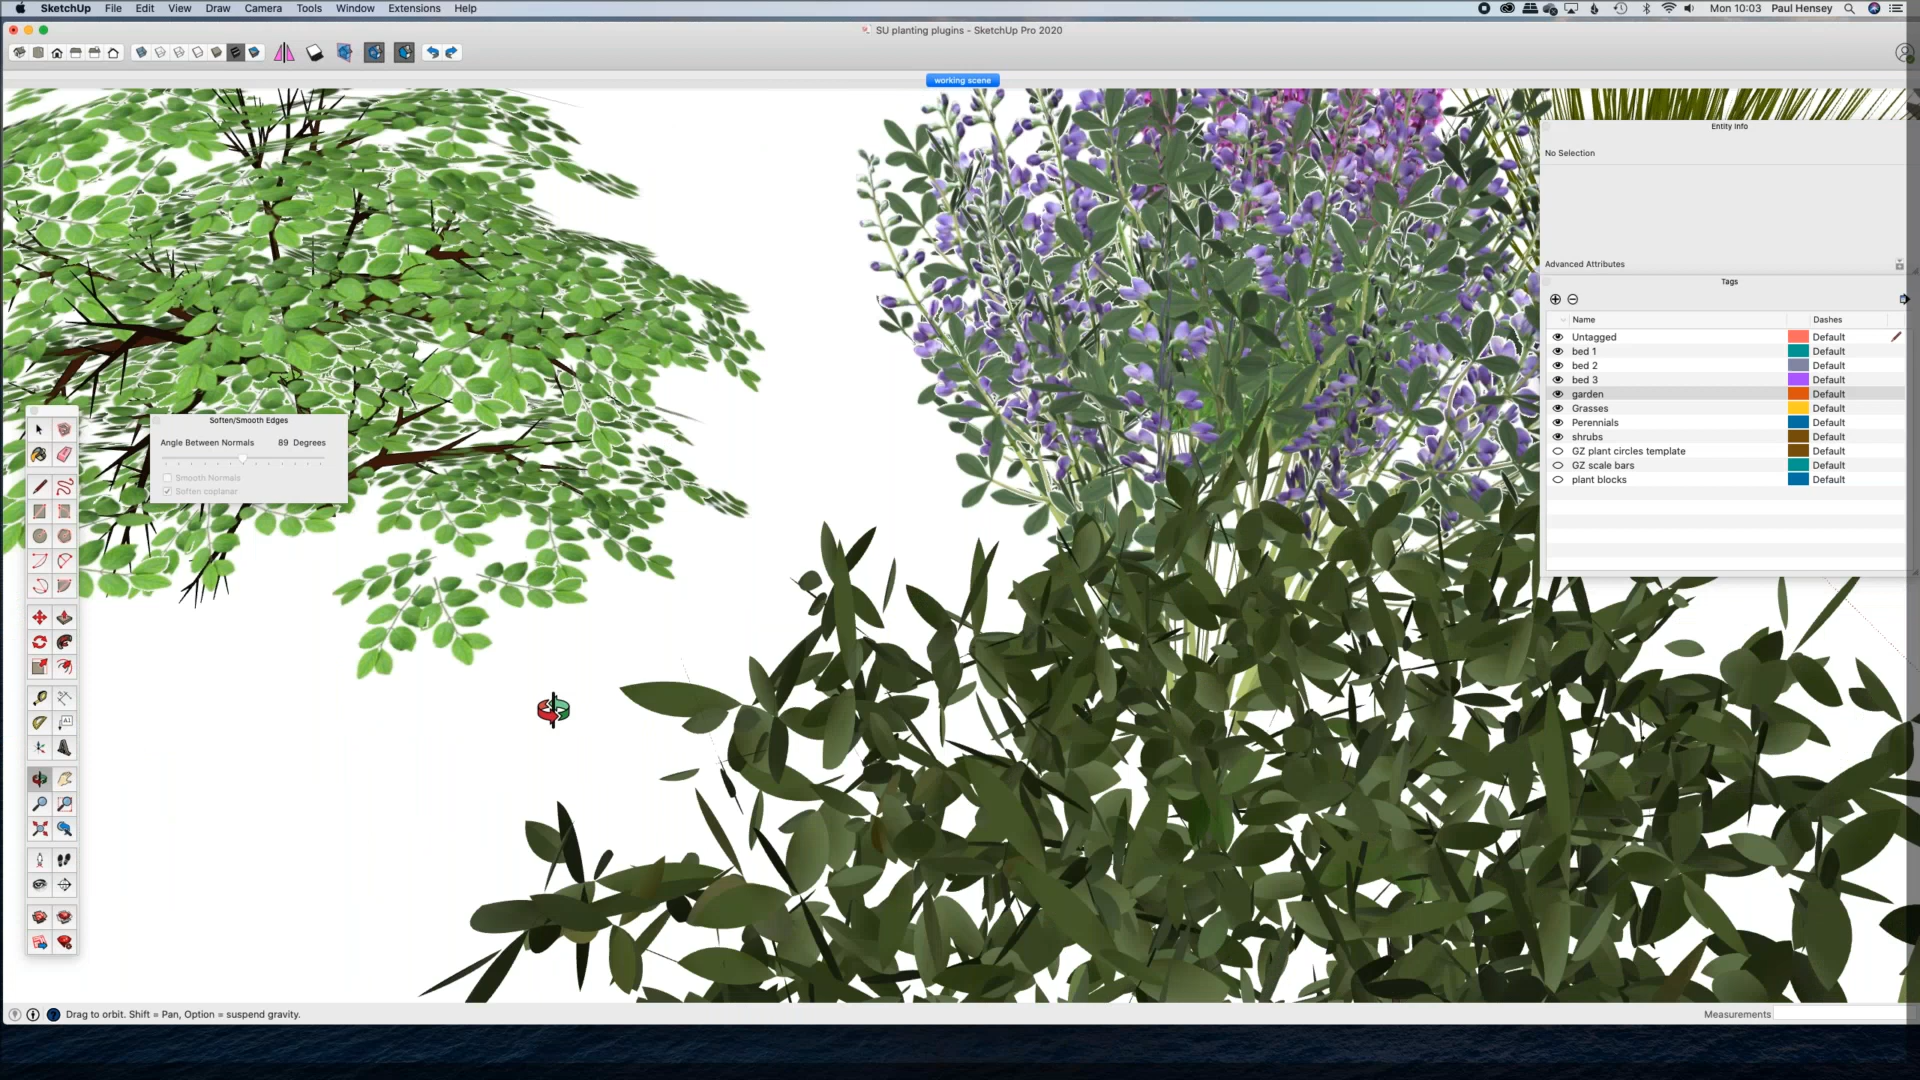 SketchUp File Edit View Draw Camera Tools Window Extensions Help Mon 10:03 Paul Hensey
SU planting plugins - SketchUp Pro 2020
working scene
Entity Info
No Selection
Advanced Attributes
Tags
Name Dashes
Untagged Default
bed 1 Default
bed 2 Default
bed 3 Default
garden Default
Grasses Default
Perennials Default
shrubs Default
GZ plant circles template Default
GZ scale bars Default
plant blocks Default
Soften/Smooth Edges
Angle Between Normals 89 Degrees
Smooth Normals
Soften coplanar
Drag to orbit. Shift = Pan, Option = suspend gravity. Measurements